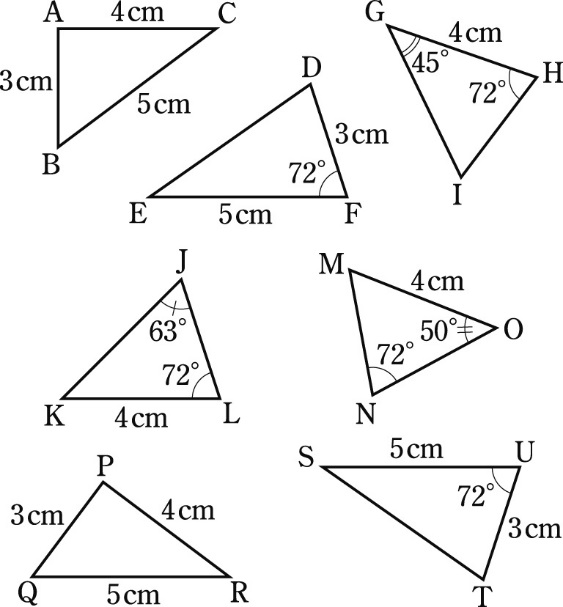 A 4cm C
3cm
5cm
B
G
4cm
45°
72°
H
I
D
3cm
72°
E
5cm
F
J
63°
72°
K
4cm
L
M
4cm
50°
O
72°
N
P
3cm
4cm
Q
5cm
R
S
5cm
U
72°
3cm
T